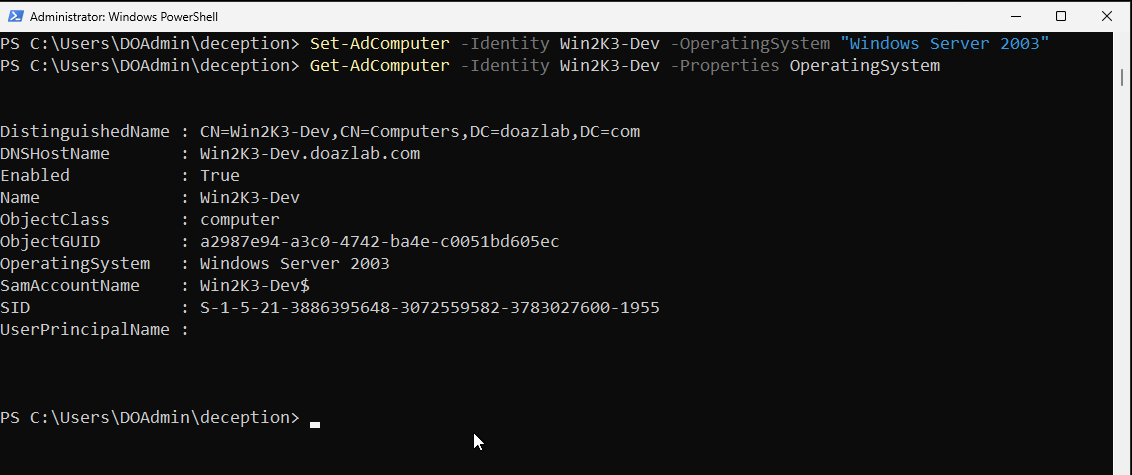 Administrator: Windows PowerShell
PS C:\Users\DOAdmin\deception> Set-AdComputer -Identity Win2K3-Dev -OperatingSystem "Windows Server 2003"
PS C:\Users\DOAdmin\deception> Get-AdComputer -Identity Win2K3-Dev -Properties OperatingSystem
DistinguishedName : CN=Win2K3-Dev,CN=Computers,DC=doazlab,DC=com
DNSHostName : Win2K3-Dev.doazlab.com
Enabled : True
Name : Win2K3-Dev
ObjectClass : computer
ObjectGUID : a2987e94-a3c0-4742-ba4e-c0051bd605ec
OperatingSystem : Windows Server 2003
SamAccountName : Win2K3-Dev$
SID : S-1-5-21-3886395648-3072559582-3783027600-1955
UserPrincipalName :
PS C:\Users\DOAdmin\deception>